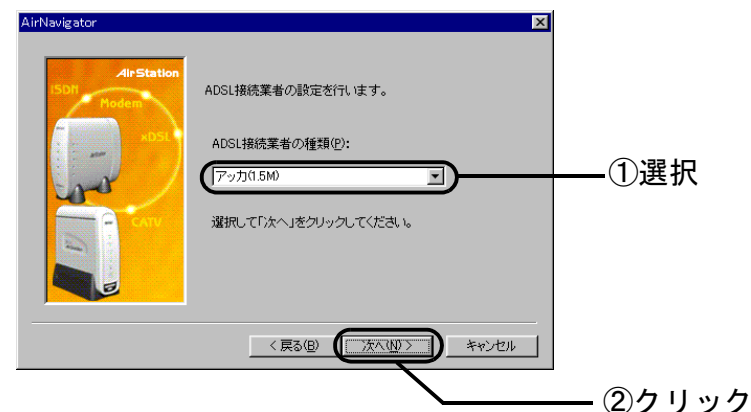 AirNavigator
AirStation
ISDN
Modem
xDSL
CATV
ADSL接続業者の設定を行います。
ADSL接続業者の種類(P):
アッカ(1.5M)
①選択
選択して「次へ」をクリックしてください。
< 戻る(B)
次へ(N) >
キャンセル
②クリック